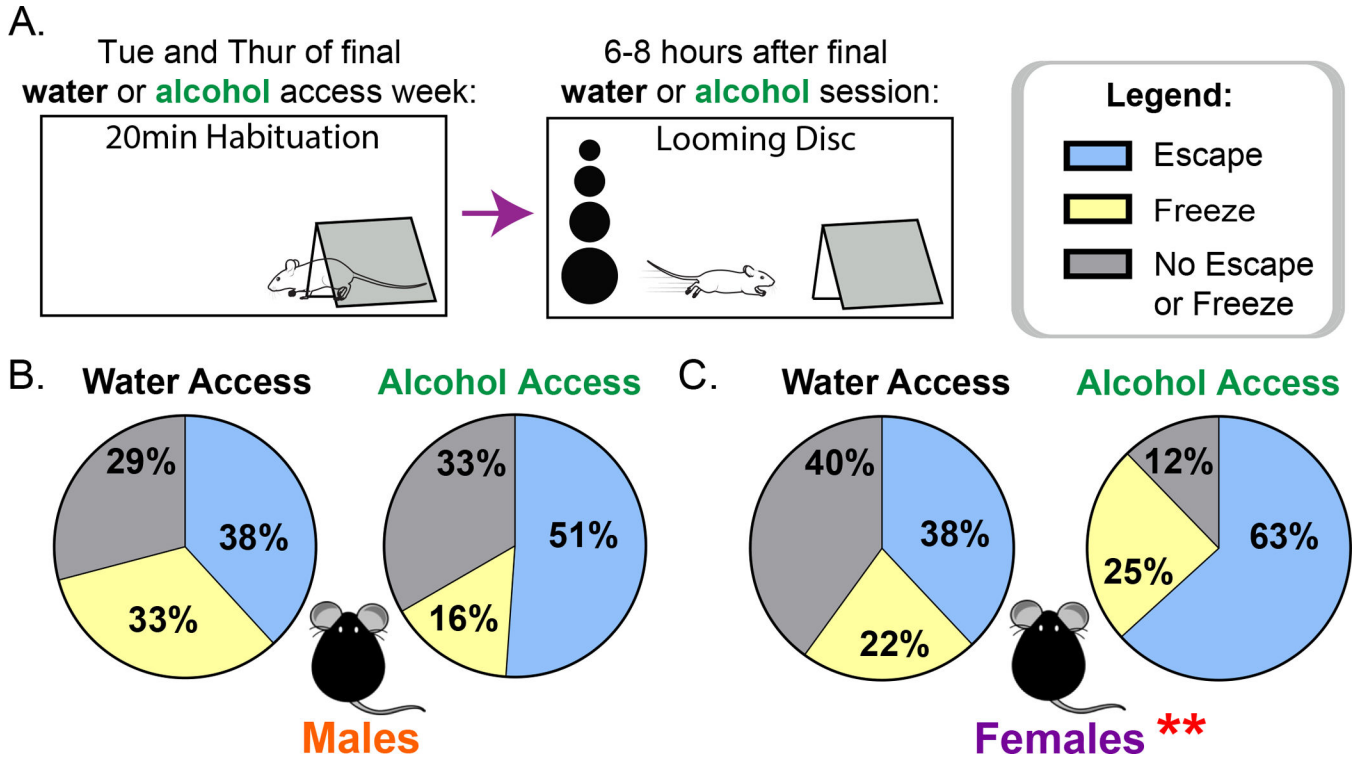 A.
Tue and Thur of final
water or alcohol access week:
20min Habituation
6-8 hours after final
water or alcohol session:
Looming Disc
Legend:
Escape
Freeze
No Escape
or Freeze
B.
Water Access
Alcohol Access
29%
38%
33%
33%
51%
16%
Males
C.
Water Access
Alcohol Access
40%
38%
22%
12%
63%
25%
Females **